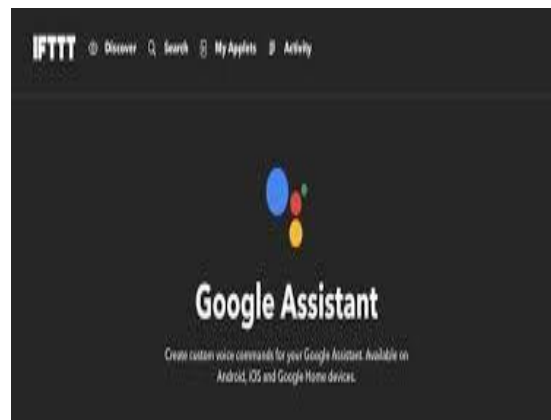 IFTTT Discover Search My Applets Activity
Google Assistant
Create custom voice commands for your Google Assistant. Available on
Android, iOS and Google Home devices.